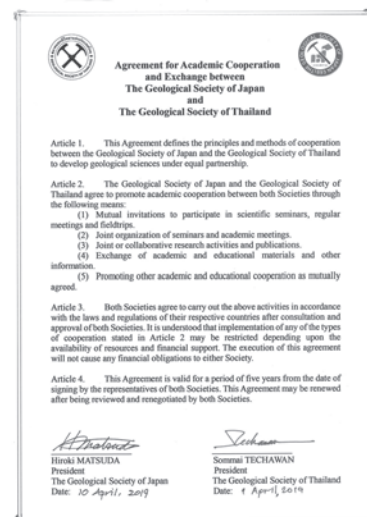 Agreement for Academic Cooperation
and Exchange between
The Geological Society of Japan
and
The Geological Society of Thailand
Article 1. This Agreement defines the principles and methods of cooperation
between the Geological Society of Japan and the Geological Society of Thailand
to develop geological sciences under equal partnership.
Article 2. The Geological Society of Japan and the Geological Society of
Thailand agree to promote academic cooperation between both Societies through
the following means:
(1) Mutual invitations to participate in scientific seminars, regular
meetings and fieldtrips.
(2) Joint organization of seminars and academic meetings.
(3) Joint or collaborative research activities and publications.
(4) Exchange of academic and educational materials and other
information.
(5) Promoting other academic and educational cooperation as mutually
agreed.
Article 3. Both Societies agree to carry out the above activities in accordance
with the laws and regulations of their respective countries after consultation and
approval of both Societies. It is understood that implementation of any of the types
of cooperation stated in Article 2 may be restricted depending upon the
availability of resources and financial support. The execution of this agreement
will not cause any financial obligations to either Society.
Article 4. This Agreement is valid for a period of five years from the date of
signing by the representatives of both Societies. This Agreement may be renewed
after being reviewed and renegotiated by both Societies.
H Matsuda
Techawan
Hiroki MATSUDA
Sommai TECHAWAN
President
President
The Geological Society of Japan
The Geological Society of Thailand
Date: 10 April, 2019
Date: 1 April, 2019